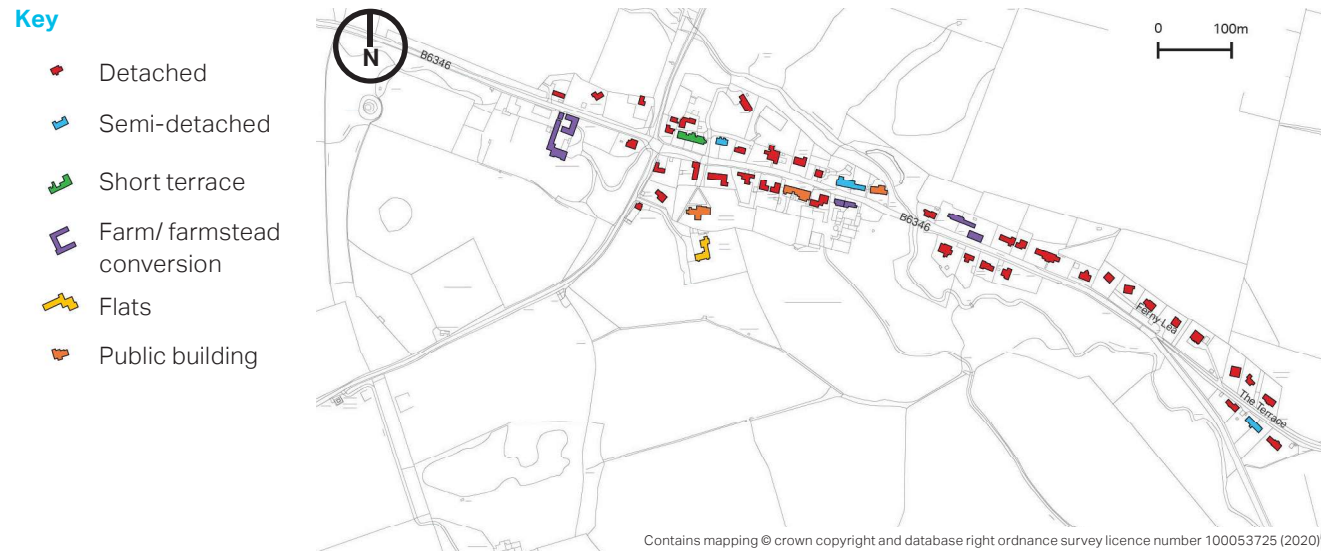 Key
Detached
Semi-detached
Short terrace
Farm/ farmstead
conversion
Flats
Public building
N
B6346
0 100m
B6346
Ferny Lea
The Terrace
Contains mapping © crown copyright and database right ordnance survey licence number 100053725 (2020)